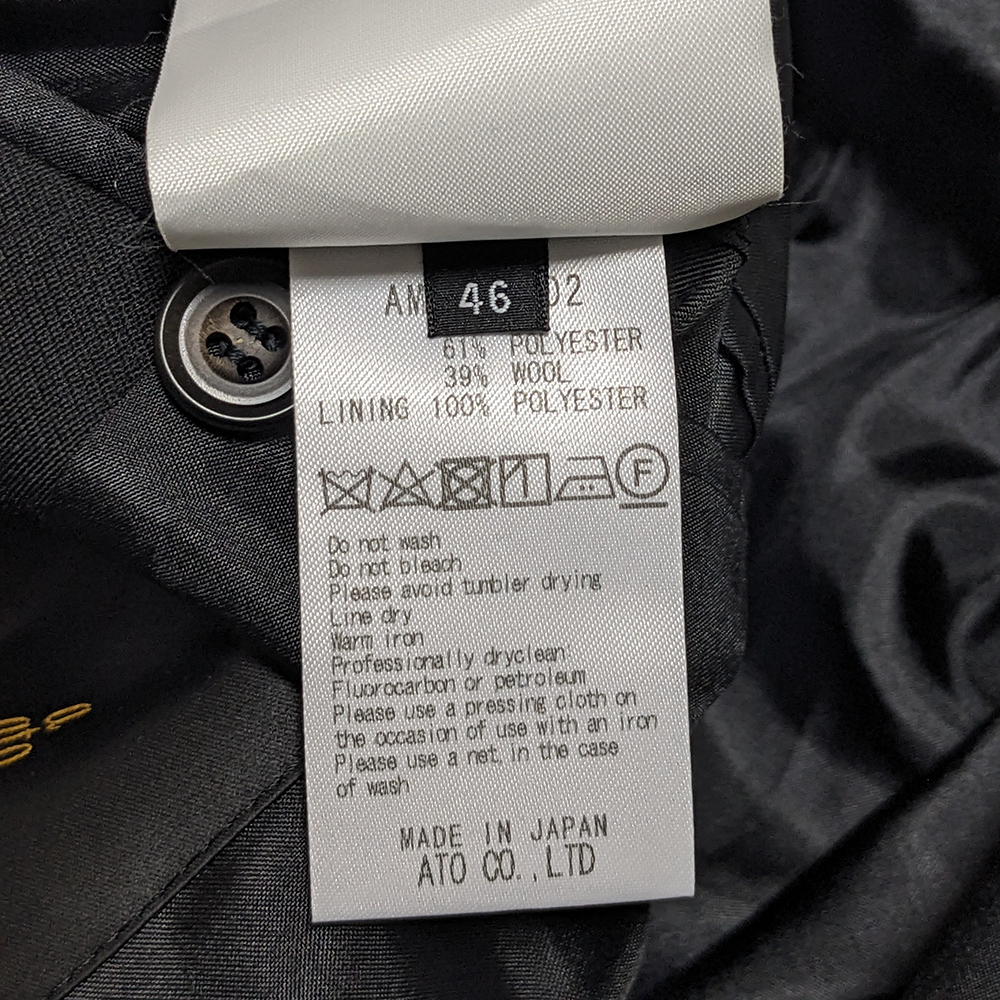 46
61% POLYESTER
39% WOOL
LINING 100% POLYESTER
F
Do not wash
Do not bleach
Please avoid tumbler drying
Line dry
Warm iron
Professionally dryclean
Fluorocarbon or petroleum
Please use a pressing cloth on
the occasion of use with an iron
Please use a net, in the case
of wash
MADE IN JAPAN
ATO CO.,LTD